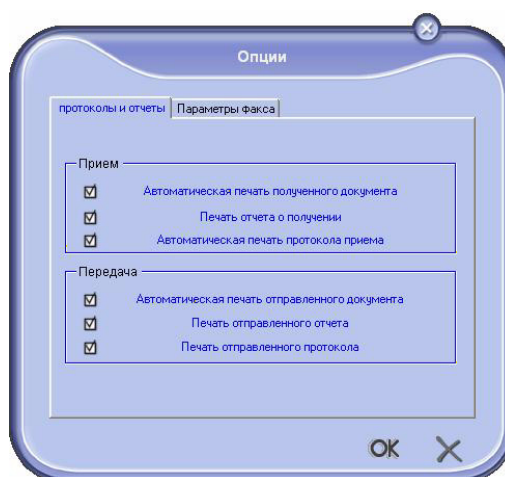 Опции
протоколы и отчеты
Параметры факса
Прием
Автоматическая печать полученного документа
Печать отчета о получении
Автоматическая печать протокола приема
Передача
Автоматическая печать отправленного документа
Печать отправленного отчета
Печать отправленного протокола
OK